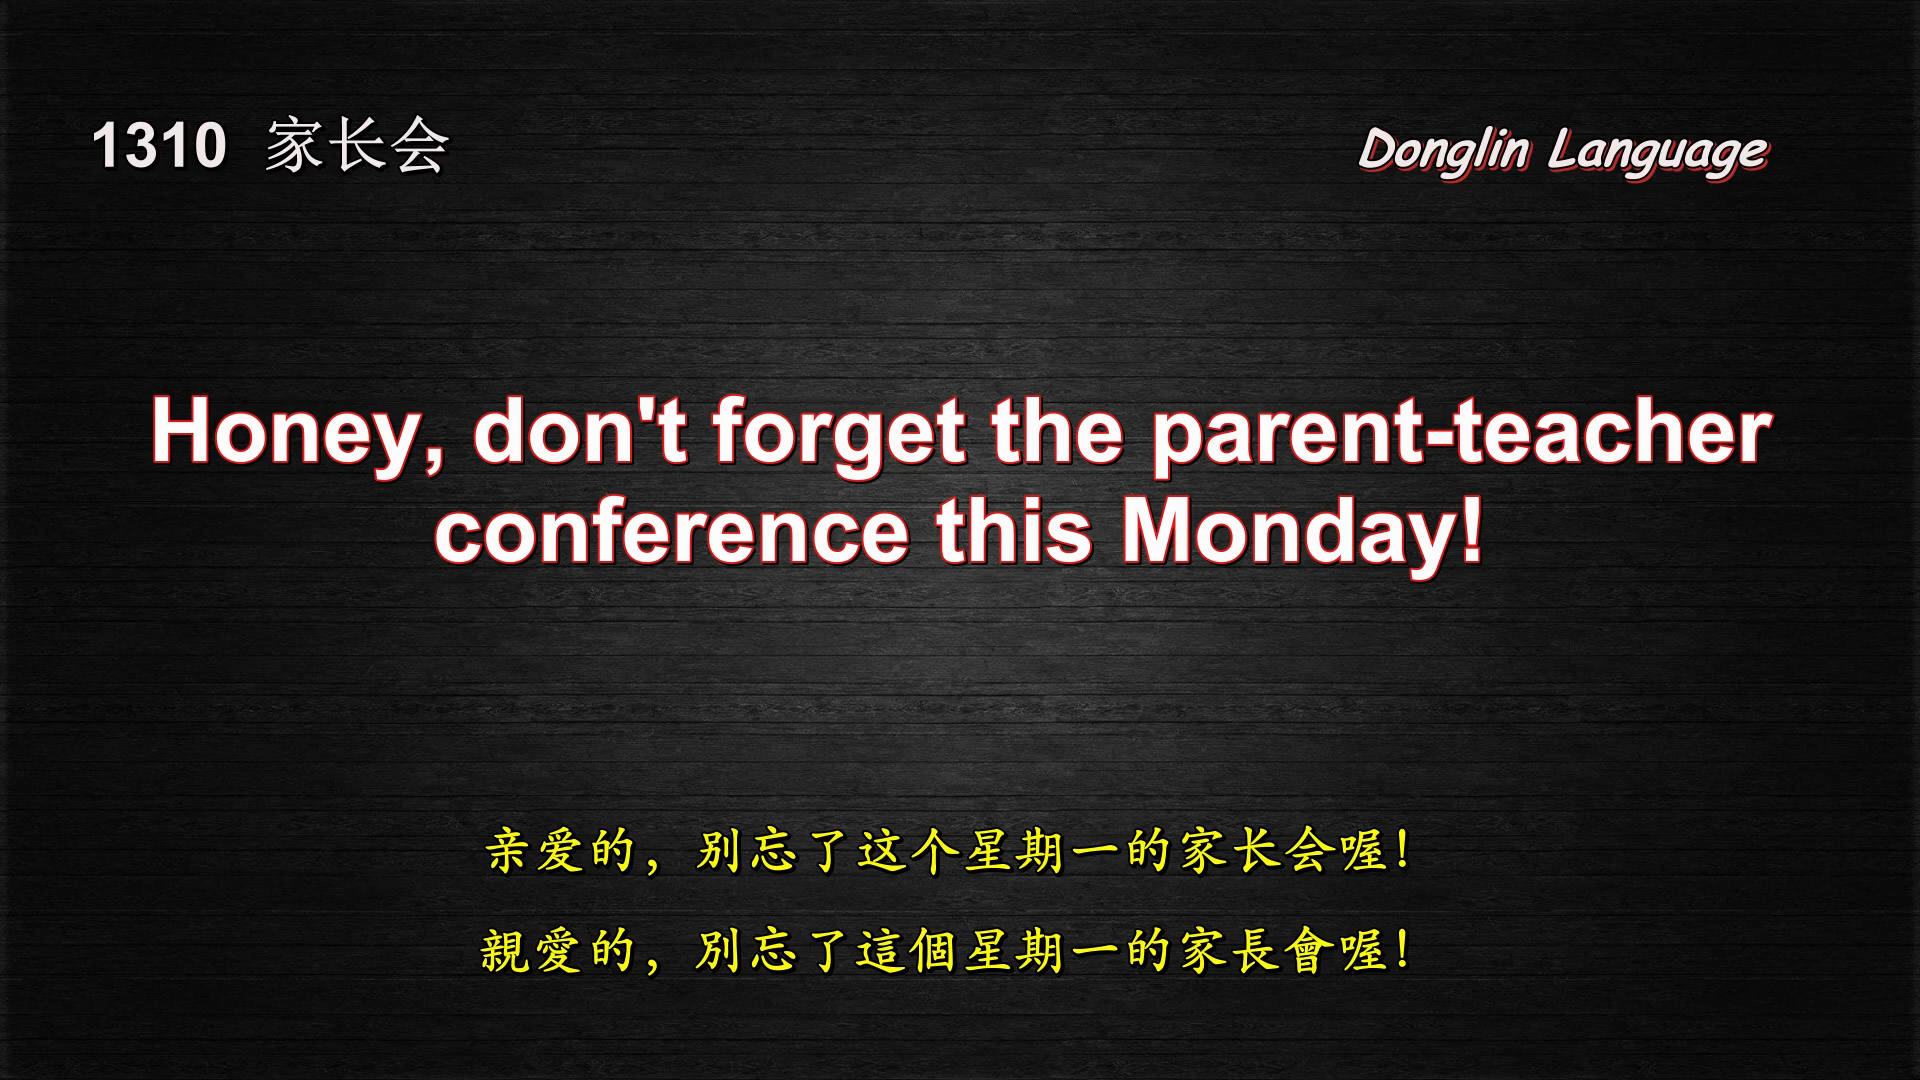 1310 家长会
Donglin Language
Honey, don't forget the parent-teacher
conference this Monday!
亲爱的，别忘了这个星期一的家长会喔！
親愛的，別忘了這個星期一的家長會喔！